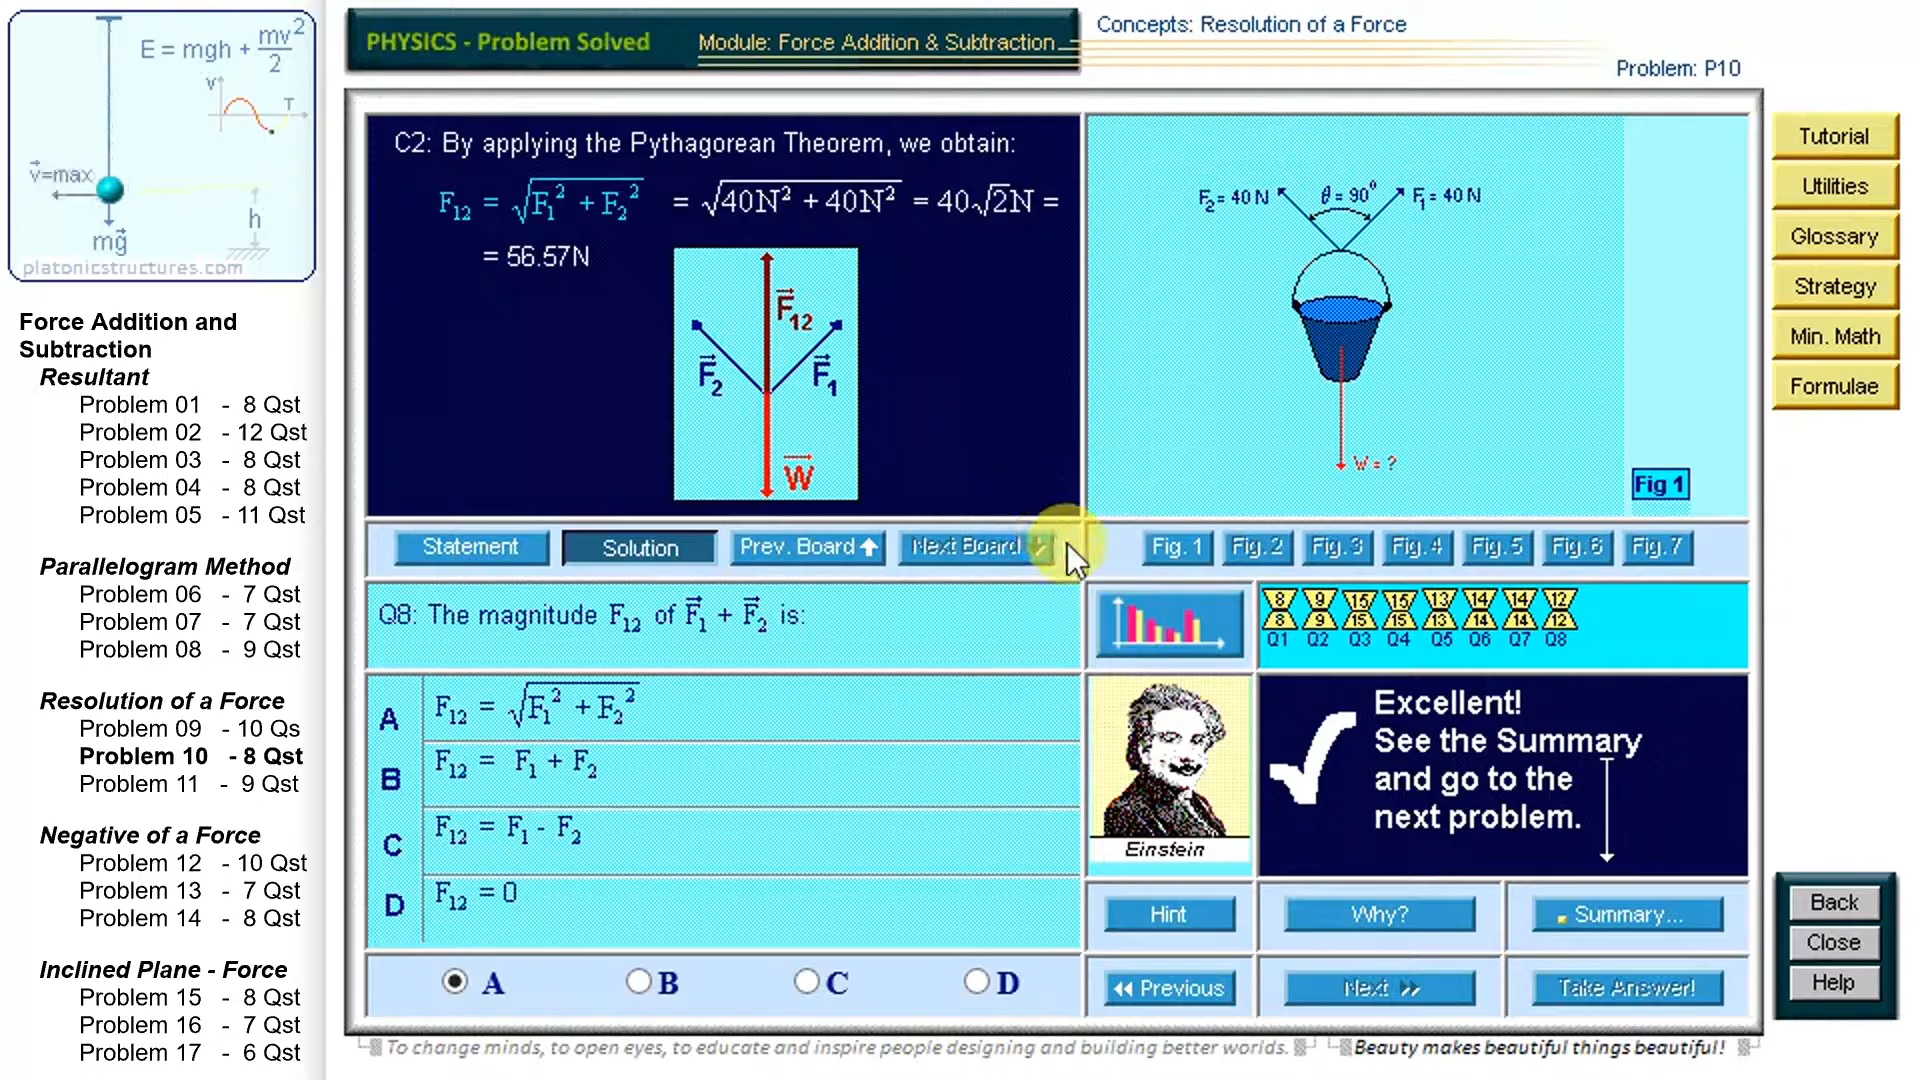 E = mgh + mv²/2
v
T
v⃗=max
h
mg⃗
platonicstructures.com
PHYSICS - Problem Solved
Module: Force Addition & Subtraction
Concepts: Resolution of a Force
Problem: P10
Force Addition and
Subtraction
Resultant
Problem 01 - 8 Qst
Problem 02 - 12 Qst
Problem 03 - 8 Qst
Problem 04 - 8 Qst
Problem 05 - 11 Qst
Parallelogram Method
Problem 06 - 7 Qst
Problem 07 - 7 Qst
Problem 08 - 9 Qst
Resolution of a Force
Problem 09 - 10 Qs
Problem 10 - 8 Qst
Problem 11 - 9 Qst
Negative of a Force
Problem 12 - 10 Qst
Problem 13 - 7 Qst
Problem 14 - 8 Qst
Inclined Plane - Force
Problem 15 - 8 Qst
Problem 16 - 7 Qst
Problem 17 - 6 Qst
C2: By applying the Pythagorean Theorem, we obtain:
F₁₂ = √F₁² + F₂² = √40N² + 40N² = 40√2N =
= 56.57N
F⃗₁₂
F⃗₂ F⃗₁
W⃗
F₂= 40 N θ = 90⁰ F₁= 40 N
W = ?
Fig 1
Statement Solution Prev. Board Next Board
Fig. 1 Fig. 2 Fig. 3 Fig. 4 Fig. 5 Fig. 6 Fig. 7
Q8: The magnitude F₁₂ of F⃗₁ + F⃗₂ is:
8 9 15 15 13 14 14 12
8 9 15 15 13 14 14 12
Q1 Q2 Q3 Q4 Q5 Q6 Q7 Q8
A F₁₂ = √F₁² + F₂²
B F₁₂ = F₁ + F₂
C F₁₂ = F₁ - F₂
D F₁₂ = 0
Einstein
Excellent!
See the Summary
and go to the
next problem.
Hint Why? Summary...
A B C D
Previous Next Take Answer!
Tutorial
Utilities
Glossary
Strategy
Min. Math
Formulae
Back
Close
Help
To change minds, to open eyes, to educate and inspire people designing and building better worlds.
Beauty makes beautiful things beautiful!